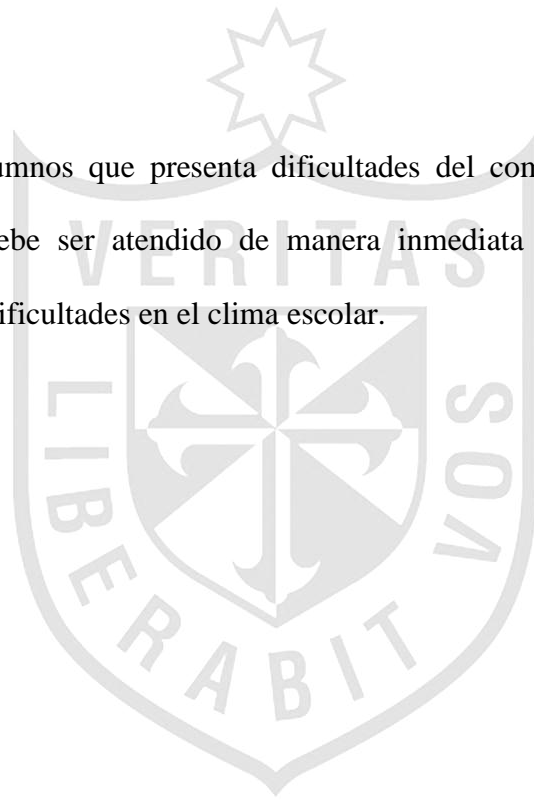 umnos que presenta dificultades del com
ebe ser atendido de manera inmediata
ificultades en el clima escolar.
VERITAS
LIBERABIT
VOS